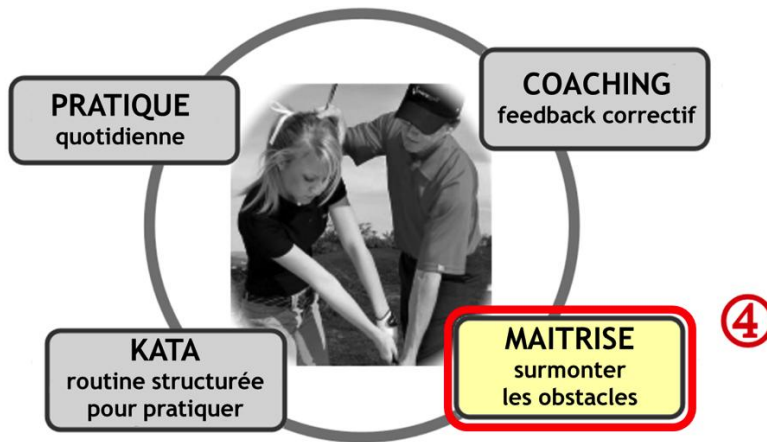 PRATIQUE
quotidienne
COACHING
feedback correctif
KATA
routine structurée
pour pratiquer
MAITRISE
surmonter
les obstacles
④